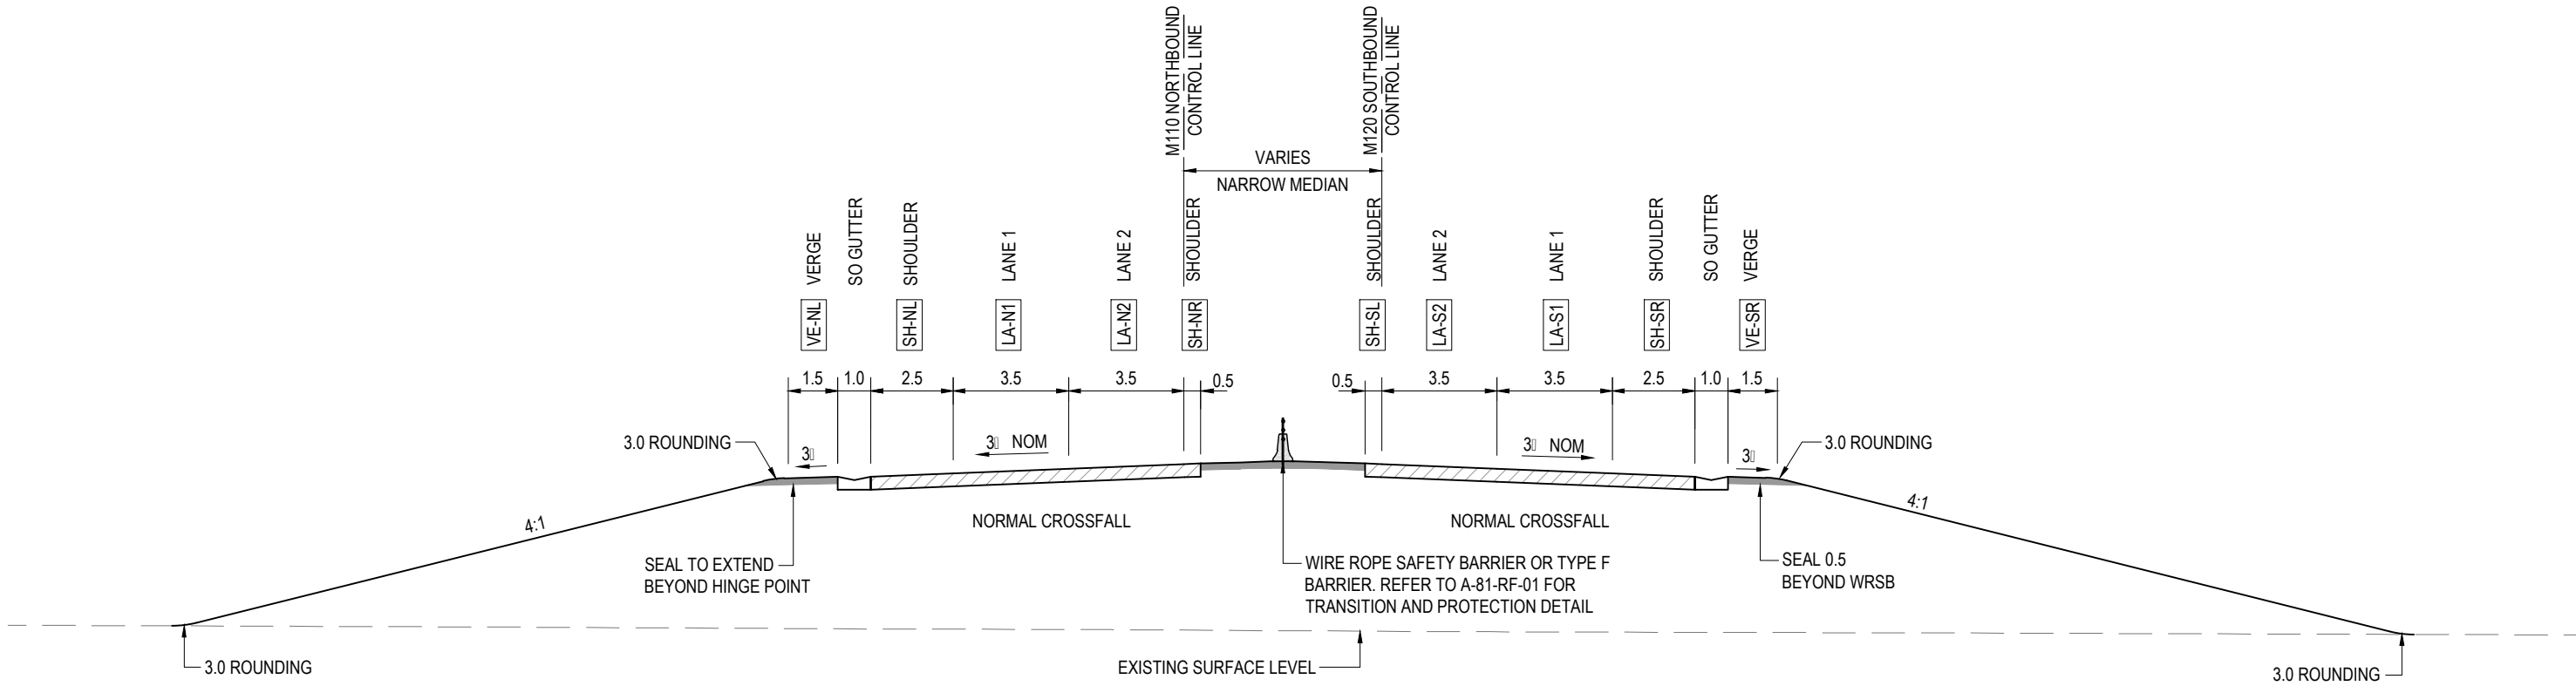 M110 NORTHBOUND
CONTROL LINE
M120 SOUTHBOUND
CONTROL LINE
VARIES
NARROW MEDIAN
VERGE
SO GUTTER
SHOULDER
LANE 1
LANE 2
SHOULDER
SHOULDER
LANE 2
LANE 1
SHOULDER
SO GUTTER
VERGE
VE-NL
SH-NL
LA-N1
LA-N2
SH-NR
SH-SL
LA-S2
LA-S1
SH-SR
VE-SR
1.5 1.0 2.5 3.5 3.5 0.5 0.5 3.5 3.5 2.5 1.0 1.5
3.0 ROUNDING
3▯
3▯ NOM
3▯ NOM
3▯
3.0 ROUNDING
4:1
NORMAL CROSSFALL
NORMAL CROSSFALL
4:1
SEAL TO EXTEND
BEYOND HINGE POINT
WIRE ROPE SAFETY BARRIER OR TYPE F
BARRIER. REFER TO A-81-RF-01 FOR
TRANSITION AND PROTECTION DETAIL
SEAL 0.5
BEYOND WRSB
3.0 ROUNDING
EXISTING SURFACE LEVEL
3.0 ROUNDING